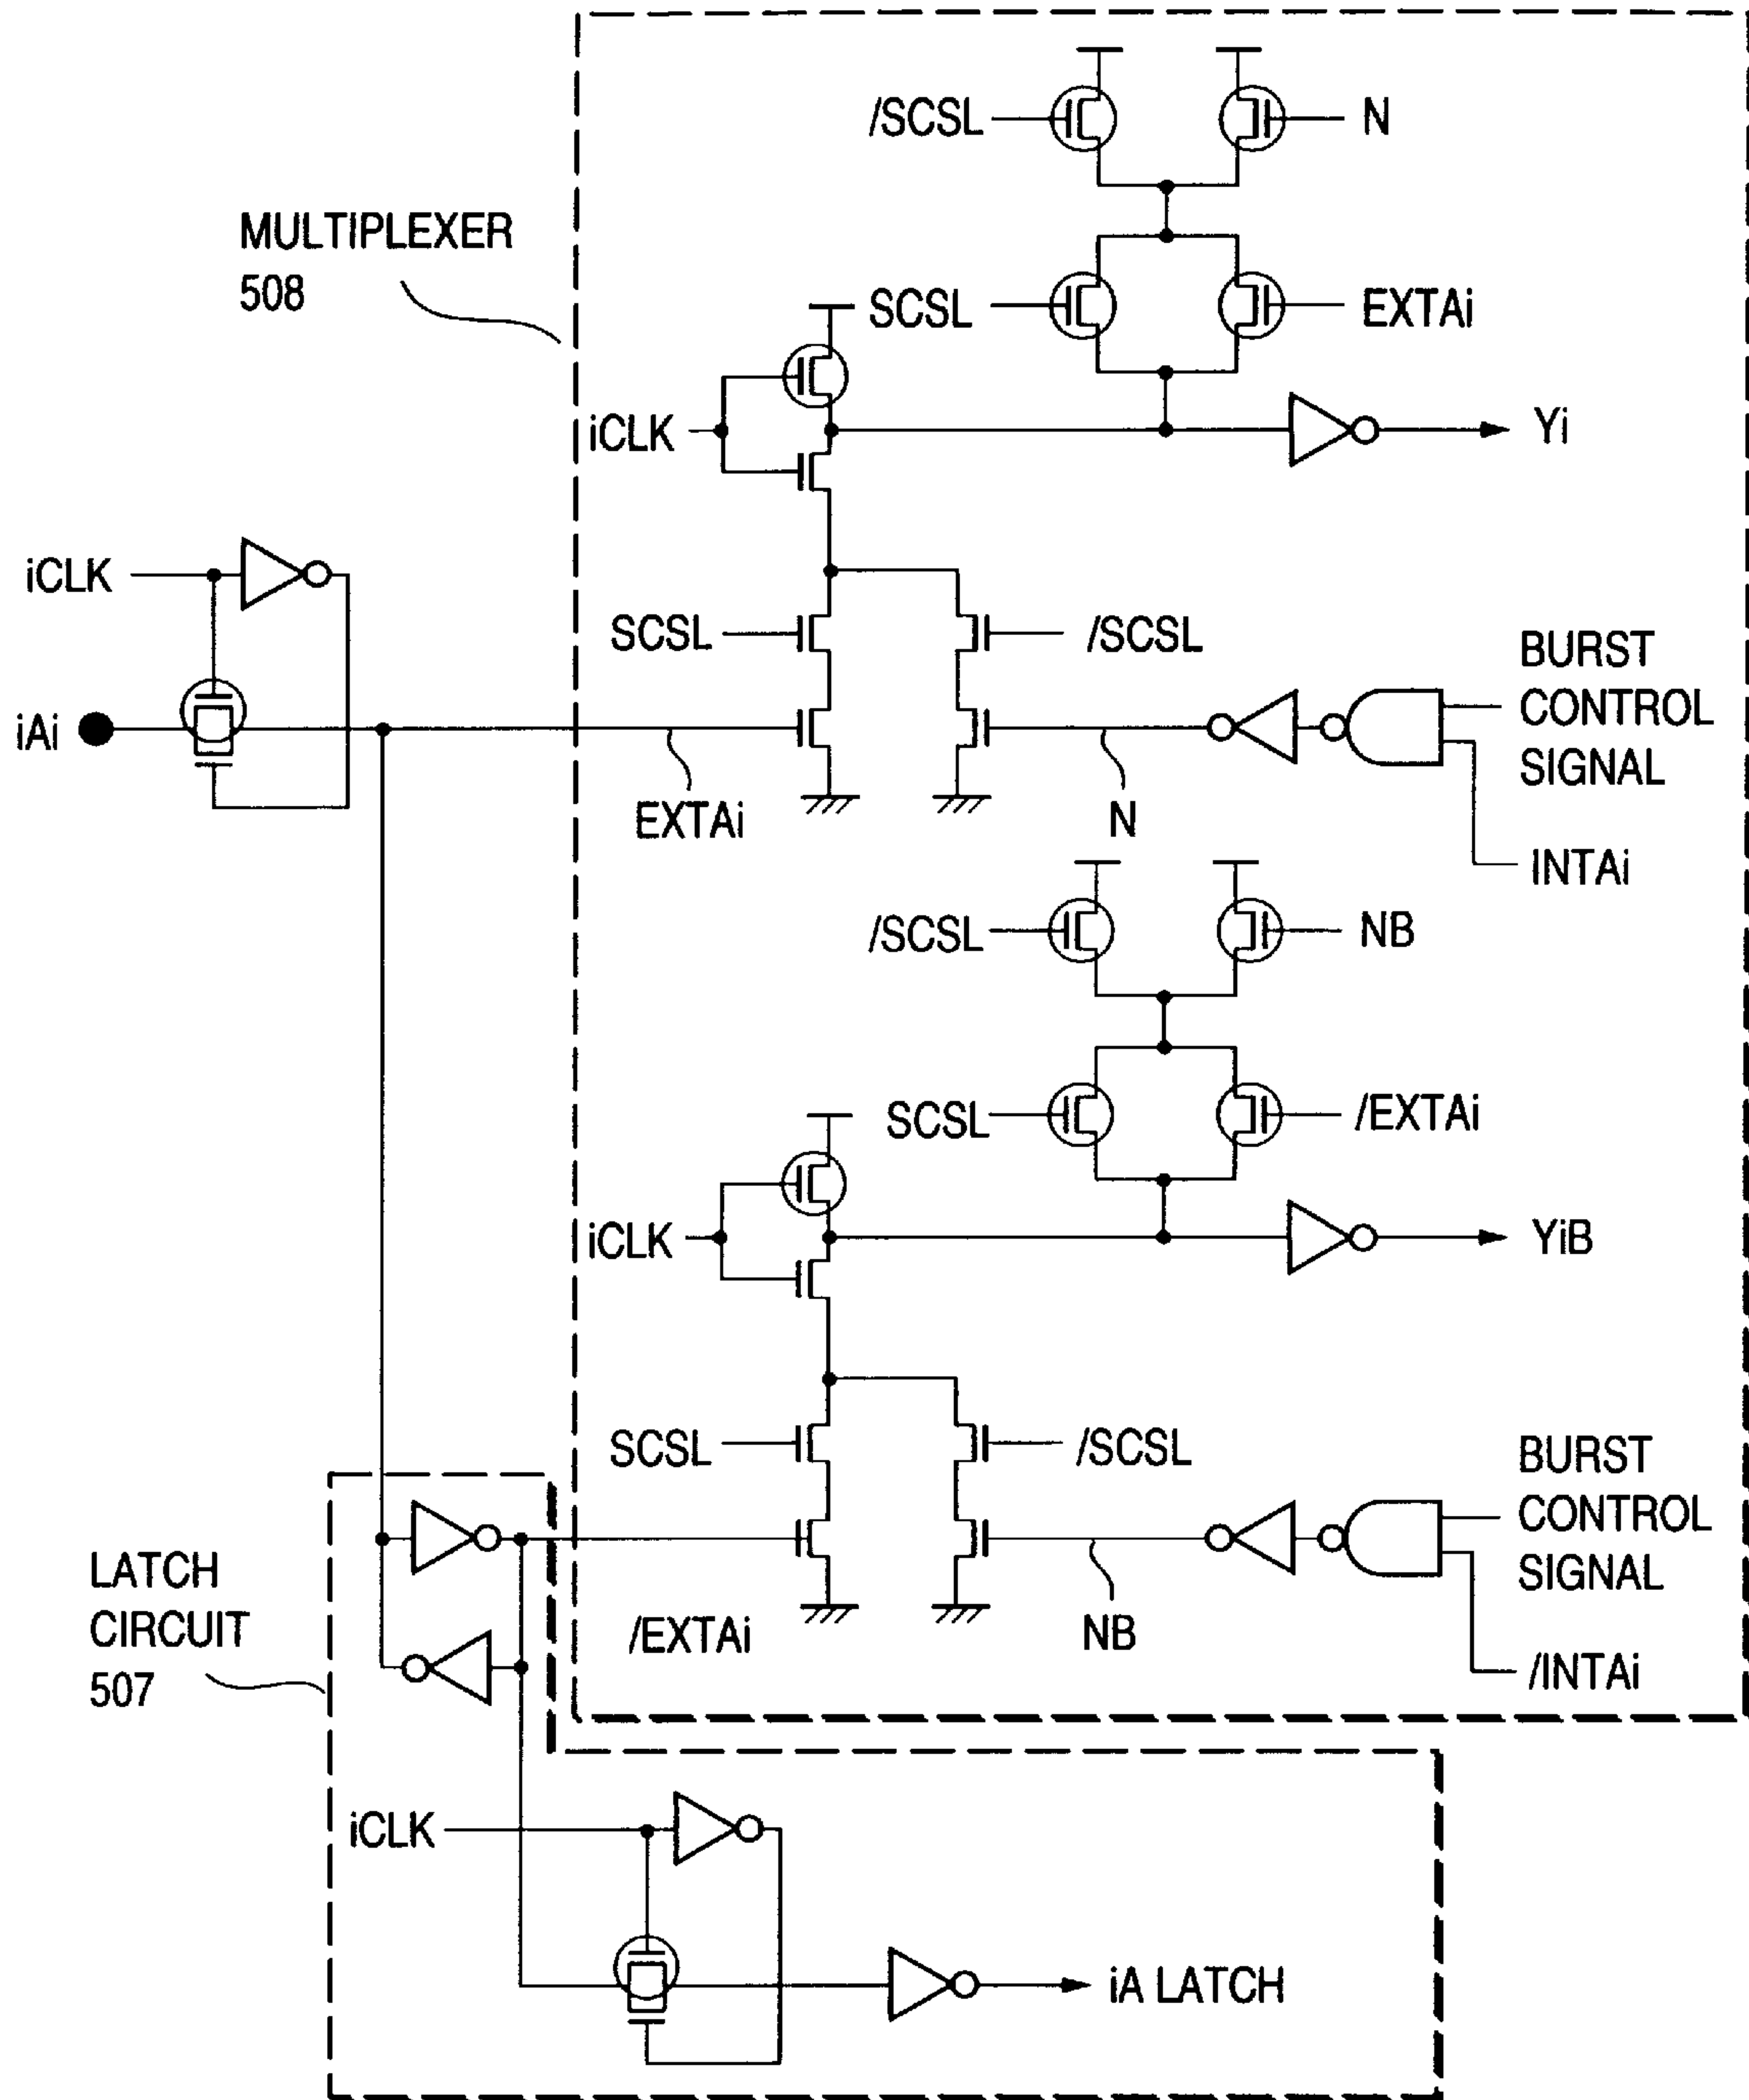 /SCSL
N
MULTIPLEXER
508
SCSL
EXTAi
iCLK
Yi
iCLK
SCSL
/SCSL
BURST
CONTROL
SIGNAL
iAi
EXTAi
N
INTAi
/SCSL
NB
SCSL
/EXTAi
iCLK
YiB
SCSL
/SCSL
BURST
CONTROL
SIGNAL
LATCH
CIRCUIT
507
/EXTAi
NB
/INTAi
iCLK
iA LATCH